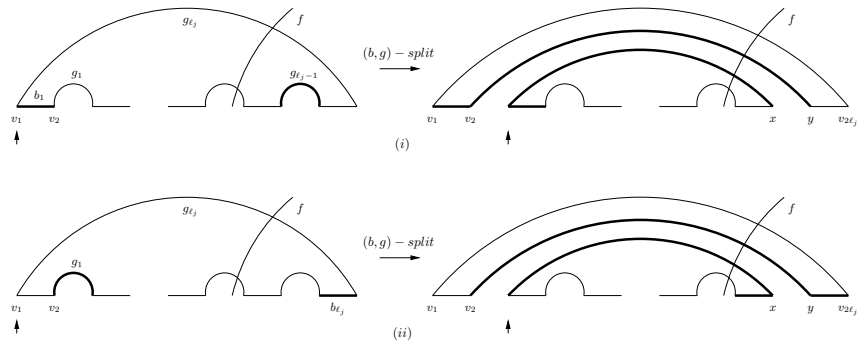 g_{ℓ_j} f
g_1 g_{ℓ_j-1} (b, g) − split f
b_1
v_1 v_2 v_1 v_2 x y v_{2ℓ_j}
(i)
g_{ℓ_j} f (b, g) − split f
g_1
v_1 v_2 b_{ℓ_j} v_1 v_2 x y v_{2ℓ_j}
(ii)